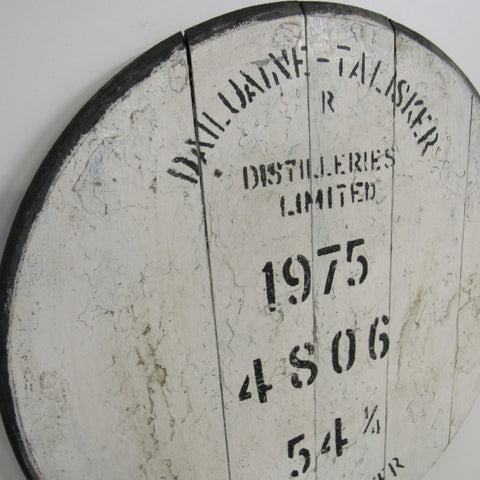 DAILUAINE-TALISKER
R
DISTILLERIES
LIMITED
1975
4806
54 ¼